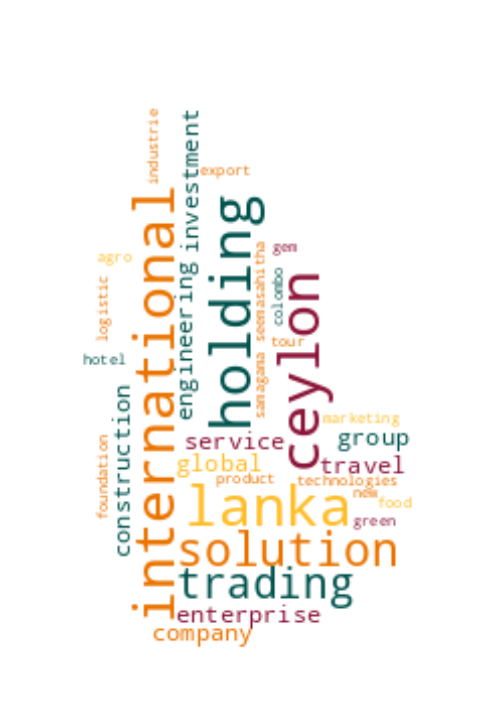 industrie
investment
export
international
holding
agro
gem
samagama seemasahitha
colombo
ceylon
engineering
logistic
tour
hotel
construction
marketing
service
group
global
travel
foundation
product
technologies
lanka
new
food
green
solution
trading
enterprise
company